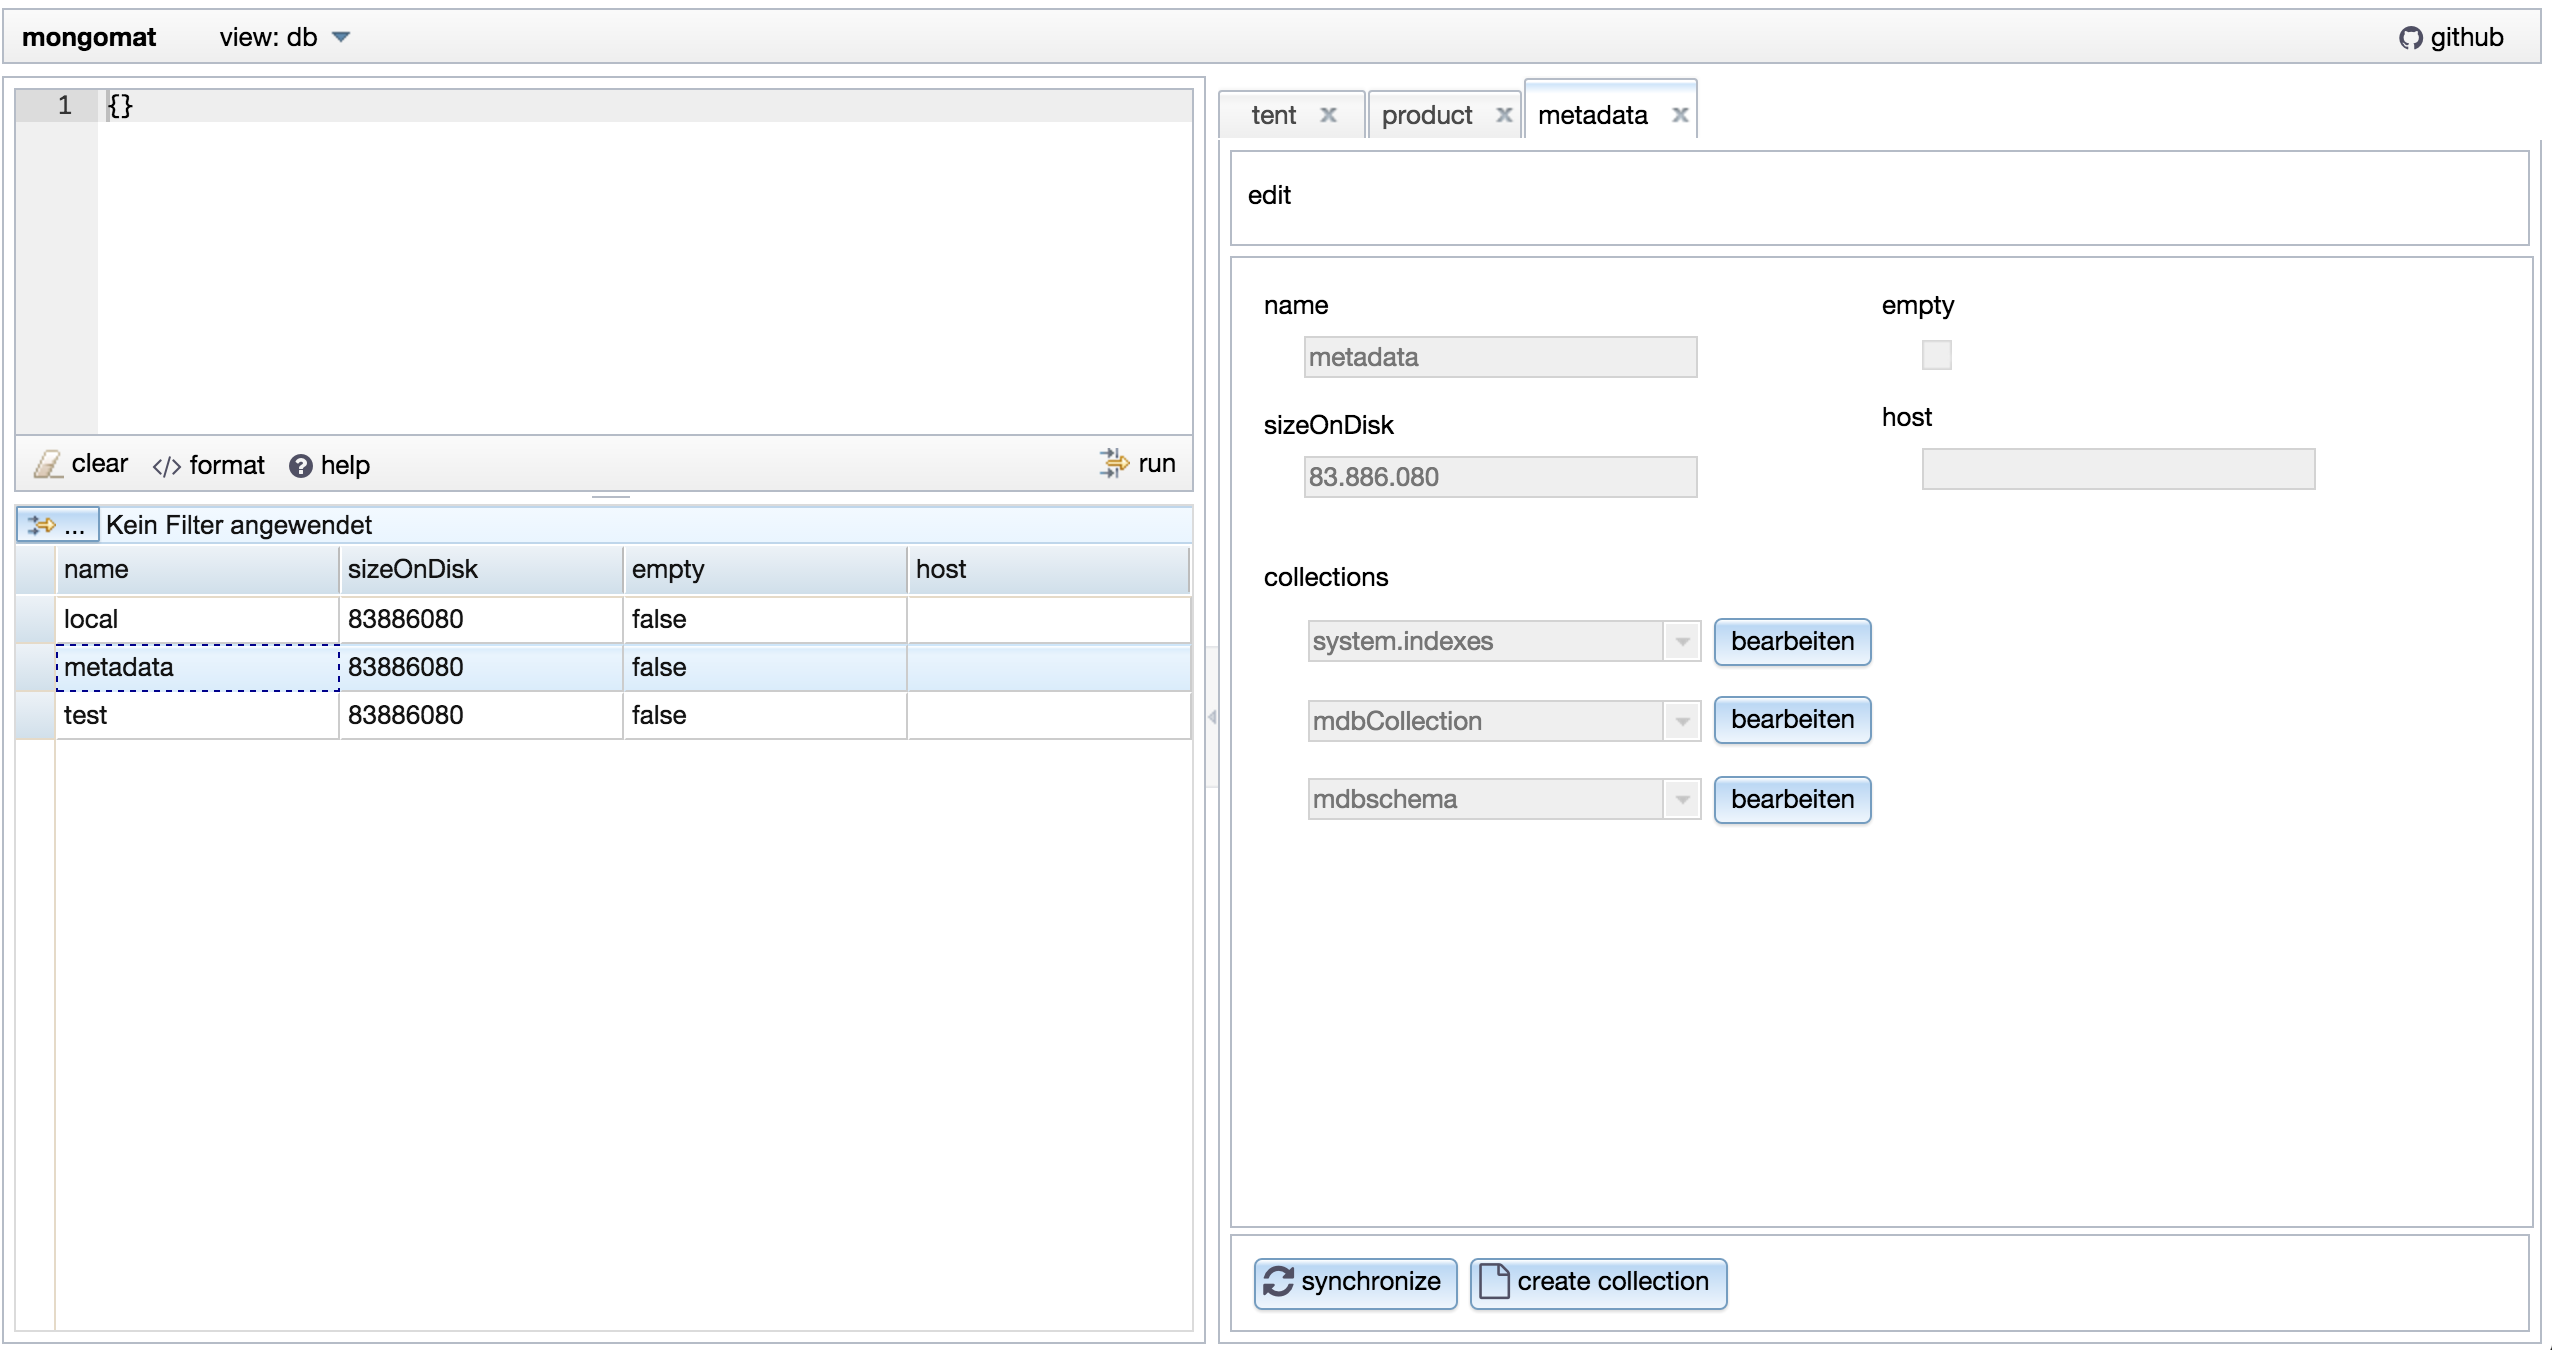 mongomat view: db github
1 {}
clear </> format ? help run
... Kein Filter angewendet
name sizeOnDisk empty host
local 83886080 false
metadata 83886080 false
test 83886080 false
tent x product x metadata x
edit
name empty
metadata
sizeOnDisk host
83.886.080
collections
system.indexes bearbeiten
mdbCollection bearbeiten
mdbschema bearbeiten
synchronize create collection